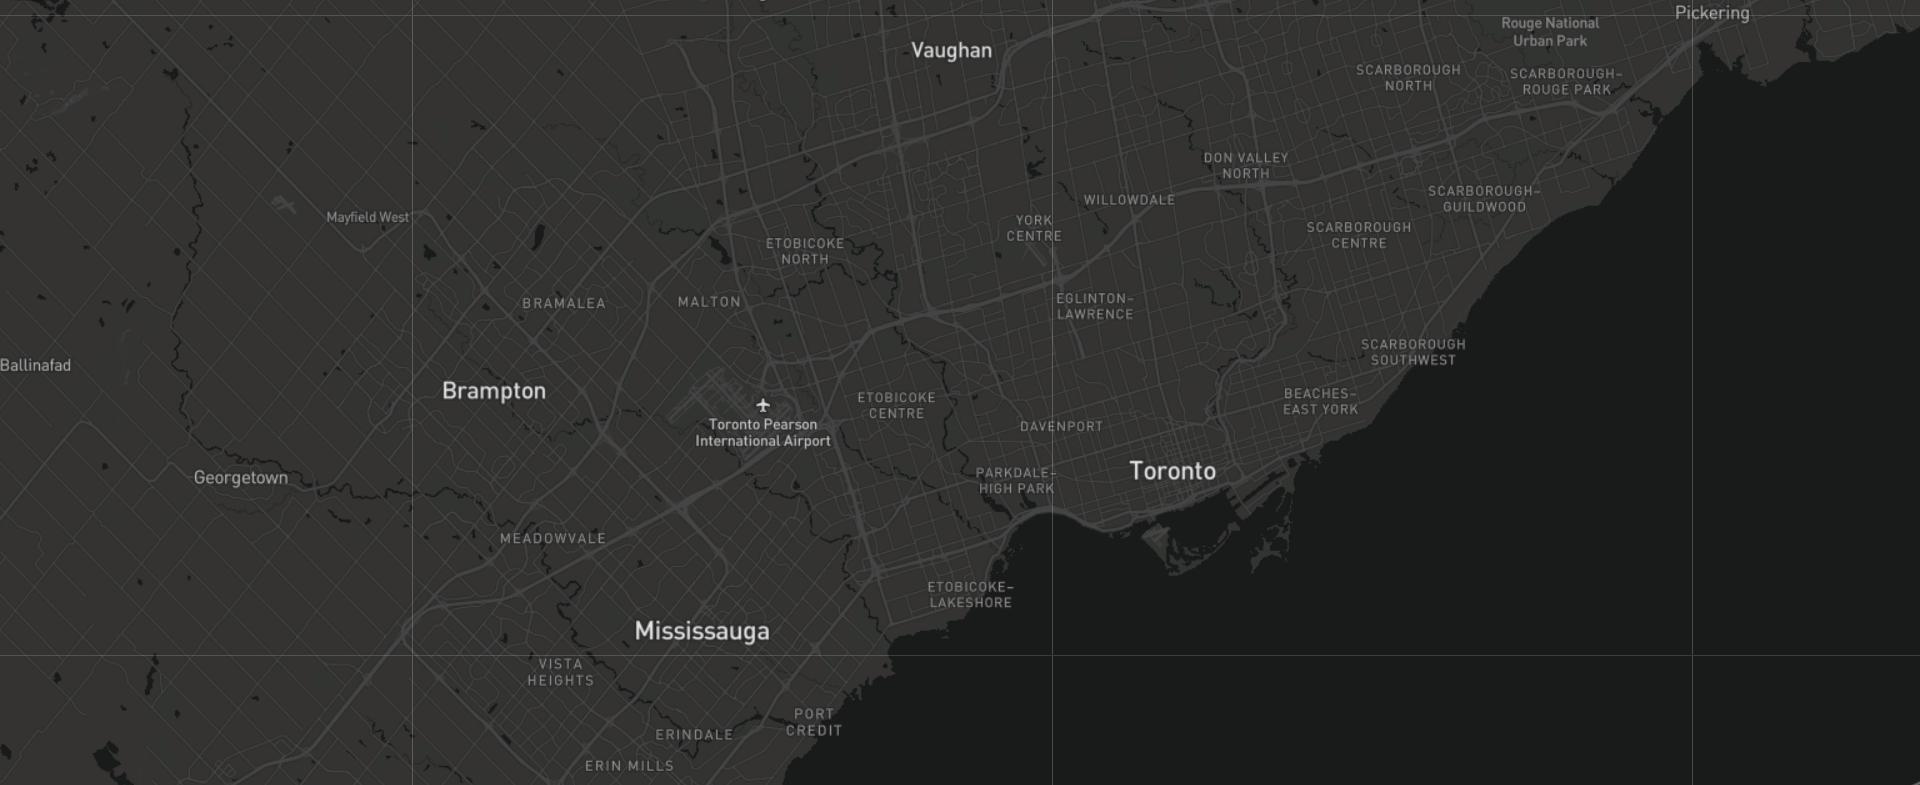 Pickering
Rouge National
Urban Park
Vaughan
SCARBOROUGH
NORTH
SCARBOROUGH–
ROUGE PARK
DON VALLEY
NORTH
SCARBOROUGH–
GUILDWOOD
WILLOWDALE
Mayfield West
YORK
CENTRE
SCARBOROUGH
CENTRE
ETOBICOKE
NORTH
BRAMALEA
MALTON
EGLINTON–
LAWRENCE
SCARBOROUGH
SOUTHWEST
Ballinafad
Brampton
ETOBICOKE
CENTRE
BEACHES–
EAST YORK
Toronto Pearson
International Airport
DAVENPORT
Georgetown
PARKDALE–
HIGH PARK
Toronto
MEADOWVALE
ETOBICOKE–
LAKESHORE
Mississauga
VISTA
HEIGHTS
PORT
CREDIT
ERINDALE
ERIN MILLS